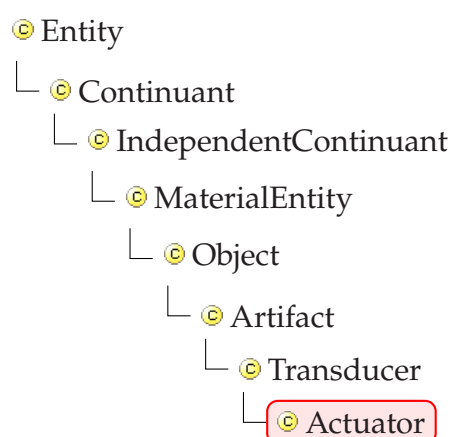 Entity
Continuant
IndependentContinuant
MaterialEntity
Object
Artifact
Transducer
Actuator